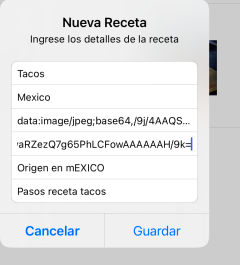 Nueva Receta
Ingrese los detalles de la receta
Tacos
Mexico
data:image/jpeg;base64,/9j/4AAQS...
aRZezQ7g65PhLCFowAAAAAH/9k=
Origen en mEXICO
Pasos receta tacos
Cancelar Guardar